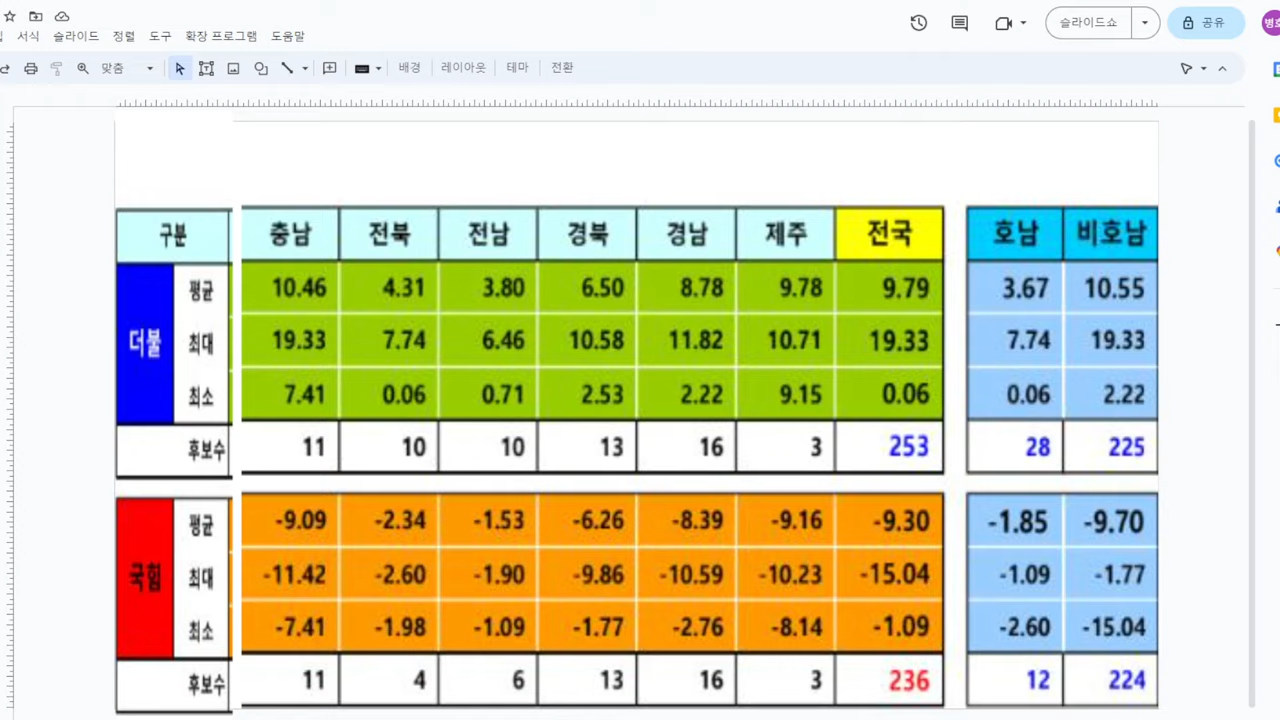 서식 슬라이드 정렬 도구 확장 프로그램 도움말 슬라이드쇼 공유 병호
맞춤 배경 레이아웃 테마 전환
구분 충남 전북 전남 경북 경남 제주 전국 호남 비호남
더불 평균 10.46 4.31 3.80 6.50 8.78 9.78 9.79 3.67 10.55
최대 19.33 7.74 6.46 10.58 11.82 10.71 19.33 7.74 19.33
최소 7.41 0.06 0.71 2.53 2.22 9.15 0.06 0.06 2.22
후보수 11 10 10 13 16 3 253 28 225
국힘 평균 -9.09 -2.34 -1.53 -6.26 -8.39 -9.16 -9.30 -1.85 -9.70
최대 -11.42 -2.60 -1.90 -9.86 -10.59 -10.23 -15.04 -1.09 -1.77
최소 -7.41 -1.98 -1.09 -1.77 -2.76 -8.14 -1.09 -2.60 -15.04
후보수 11 4 6 13 16 3 236 12 224